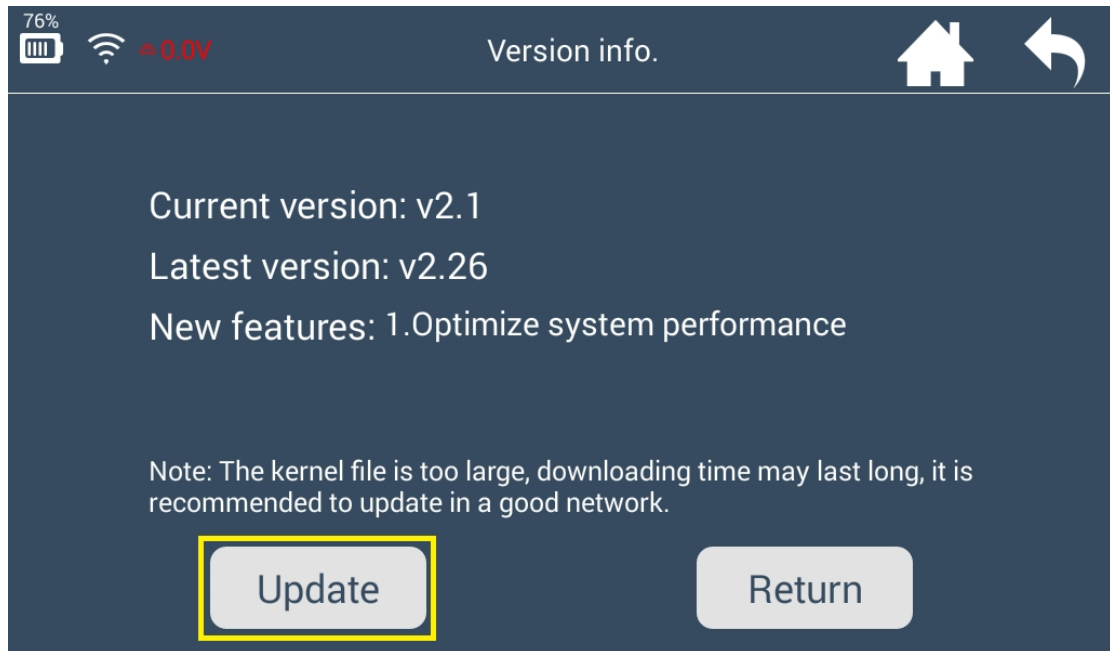 76%
0.0V
Version info.
Current version: v2.1
Latest version: v2.26
New features: 1.Optimize system performance
Note: The kernel file is too large, downloading time may last long, it is
recommended to update in a good network.
Update
Return